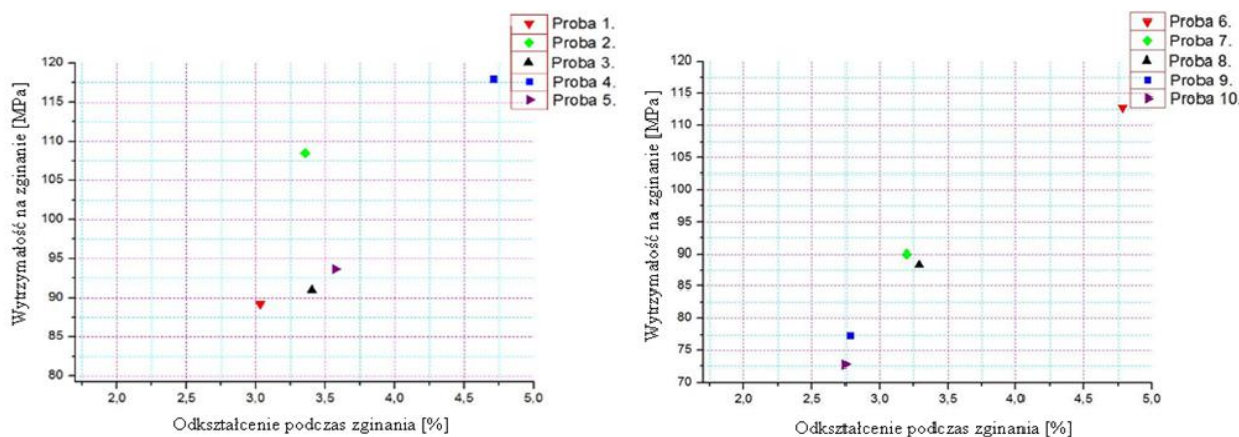 Proba 1.
Proba 2.
Proba 3.
Proba 4.
Proba 5.
Wytrzymałość na zginanie [MPa]
120
115
110
105
100
95
90
85
80
2,0
2,5
3,0
3,5
4,0
4,5
5,0
Odkształcenie podczas zginania [%]
Proba 6.
Proba 7.
Proba 8.
Proba 9.
Proba 10.
Wytrzymałość na zginanie [MPa]
120
115
110
105
100
95
90
85
80
75
70
2,0
2,5
3,0
3,5
4,0
4,5
5,0
Odkształcenie podczas zginania [%]